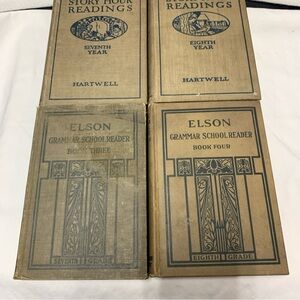 STORY HOUR
READINGS
SEVENTH
YEAR
HARTWELL
READINGS
EIGHTH
YEAR
HARTWELL
ELSON
GRAMMAR SCHOOL READER
BOOK THREE
SEVENTH GRADE
ELSON
GRAMMAR SCHOOL READER
BOOK FOUR
EIGHTH GRADE